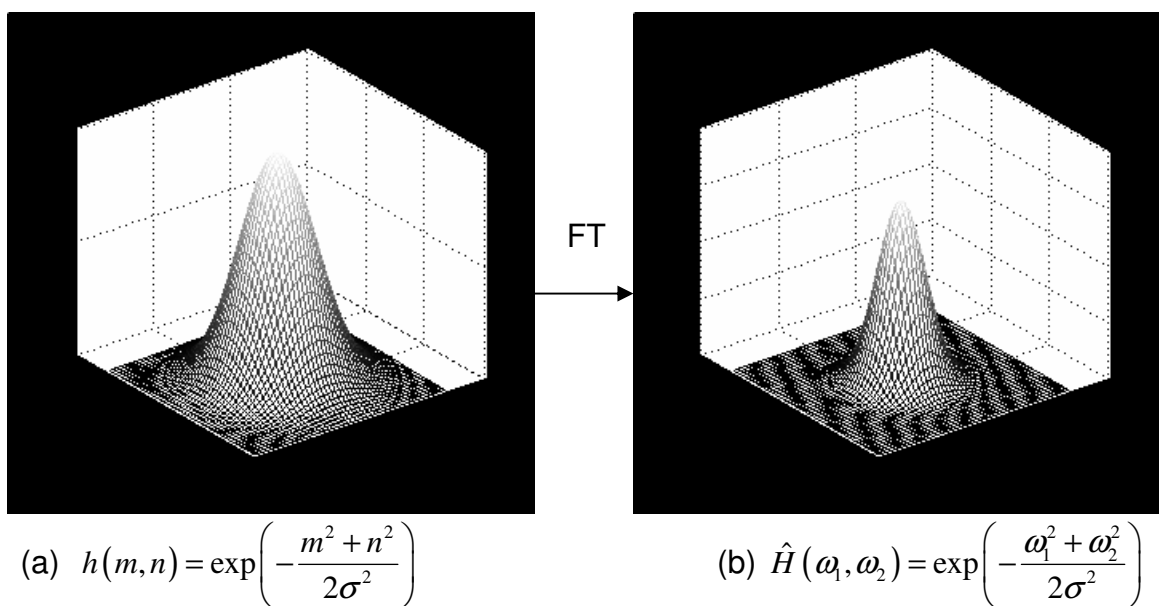 FT
(a) h(m,n) = exp(−(m² + n²)/(2σ²))
(b) Ĥ(ω₁,ω₂) = exp(−(ω₁² + ω₂²)/(2σ²))